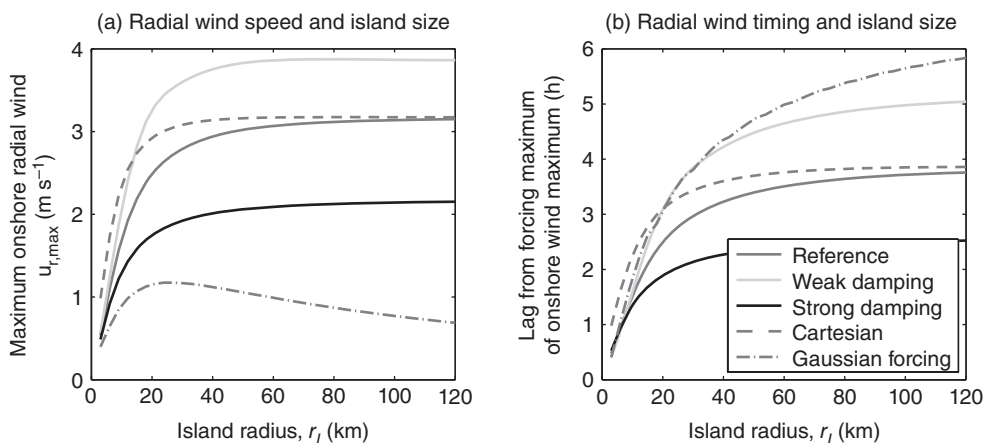 (a) Radial wind speed and island size
Maximum onshore radial wind
u_r,max (m s⁻¹)
4
3
2
1
0
0 20 40 60 80 100 120
Island radius, r_I (km)
(b) Radial wind timing and island size
Lag from forcing maximum
of onshore wind maximum (h)
6
5
4
3
2
1
0
0 20 40 60 80 100 120
Island radius, r_I (km)
Reference
Weak damping
Strong damping
Cartesian
Gaussian forcing